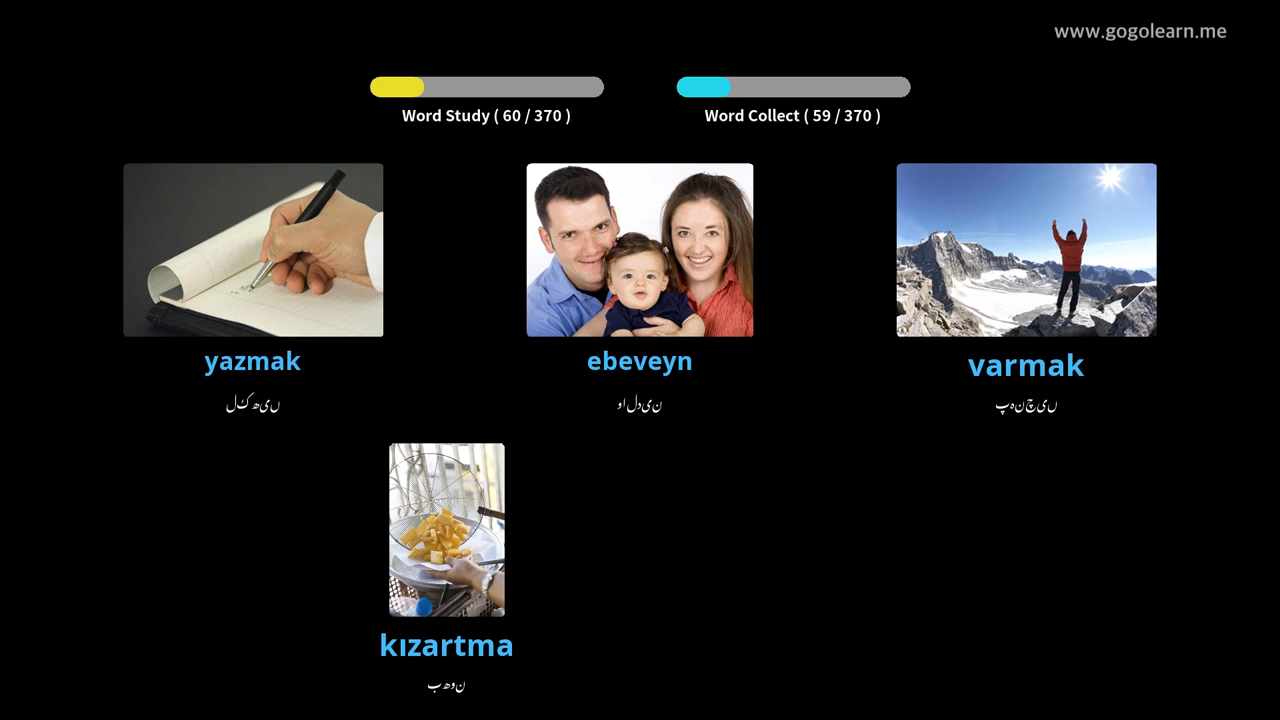 www.gogolearn.me
Word Study ( 60 / 370 )
Word Collect ( 59 / 370 )
yazmak
لکھیں
ebeveyn
والدین
varmak
پہنچیں
kızartma
بھون